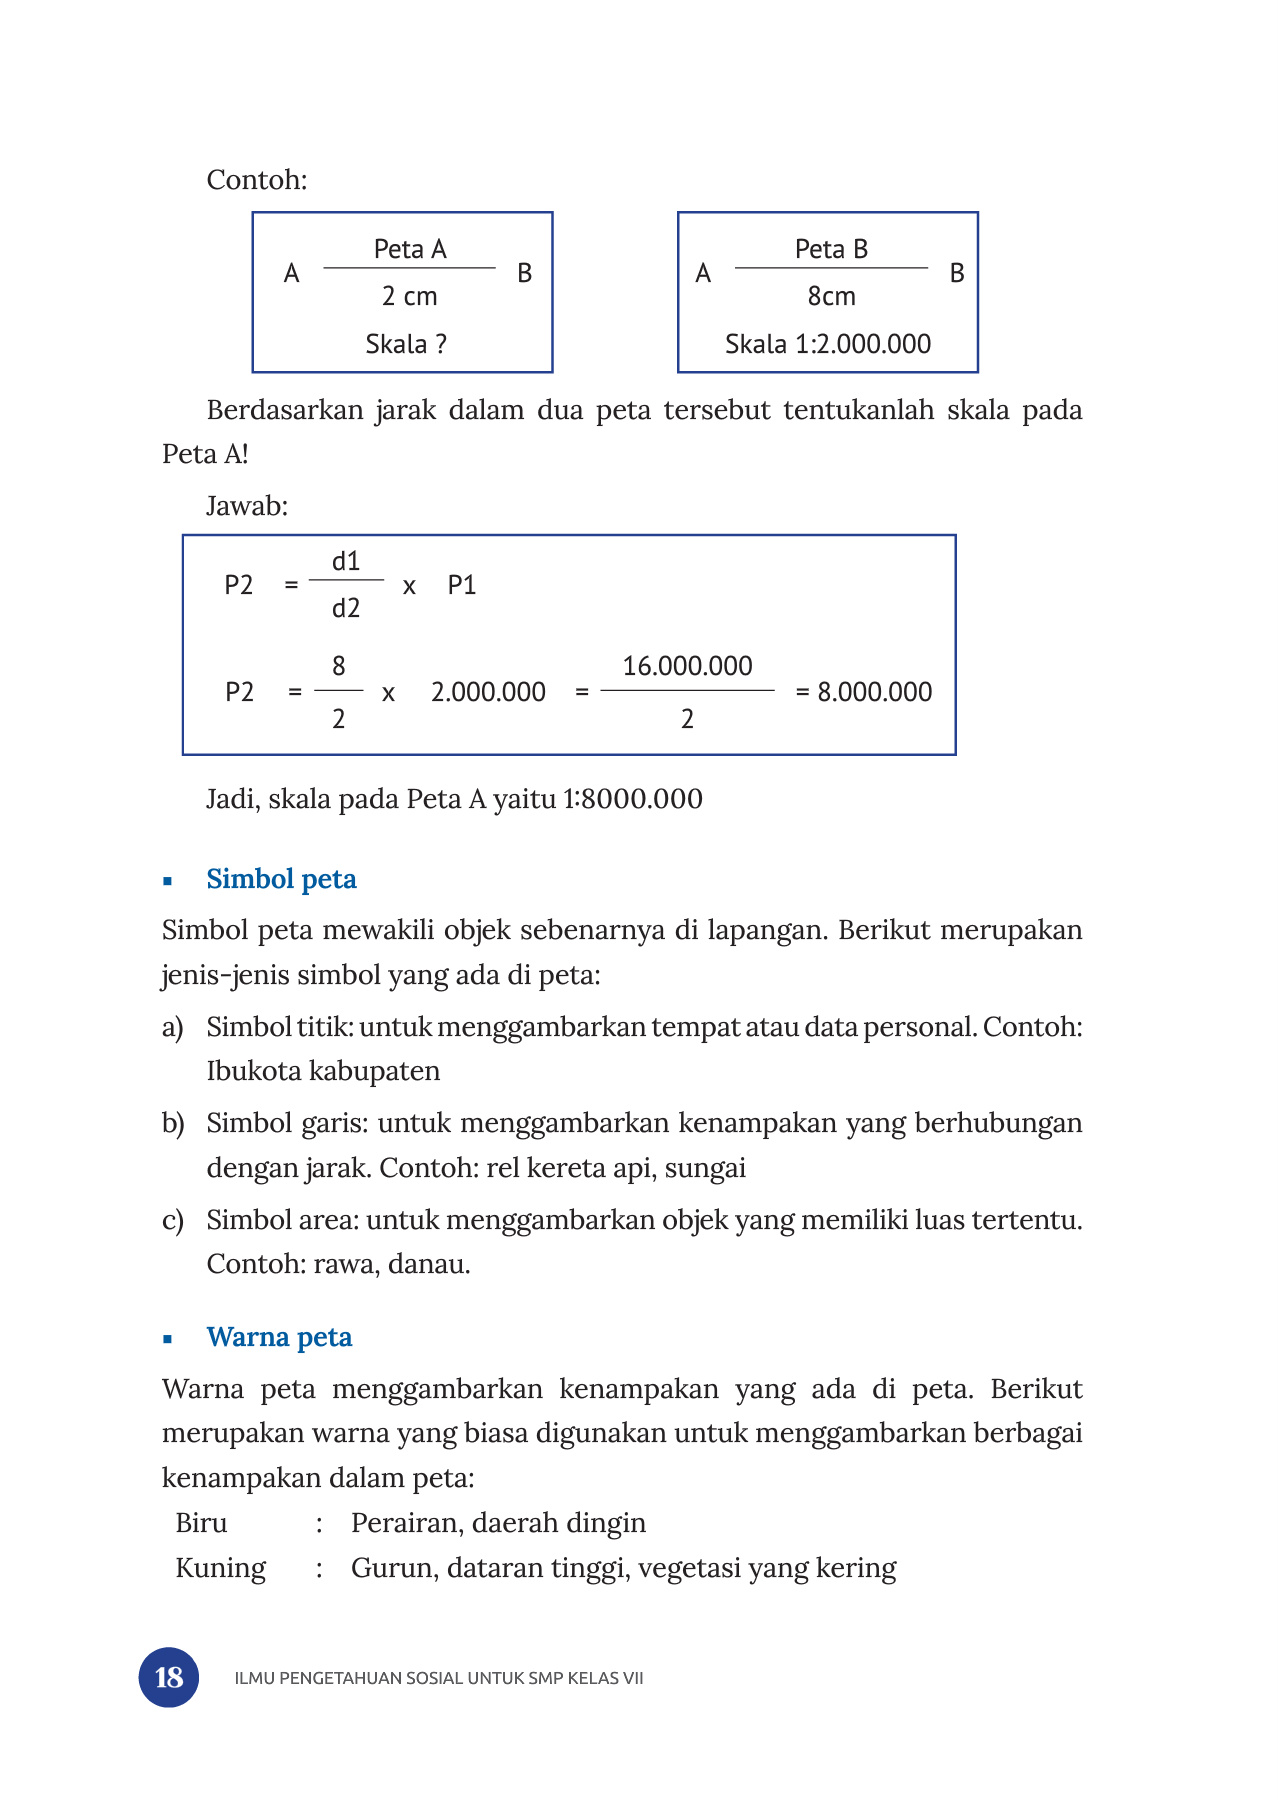 Contoh:
Peta A
A B
2 cm
Skala ?
Peta B
A B
8cm
Skala 1:2.000.000
Berdasarkan jarak dalam dua peta tersebut tentukanlah skala pada
Peta A!
Jawab:
d1
P2 = x P1
d2
8 16.000.000
P2 = x 2.000.000 = = 8.000.000
2 2
Jadi, skala pada Peta A yaitu 1:8000.000
▪ Simbol peta
Simbol peta mewakili objek sebenarnya di lapangan. Berikut merupakan
jenis-jenis simbol yang ada di peta:
a) Simbol titik: untuk menggambarkan tempat atau data personal. Contoh:
Ibukota kabupaten
b) Simbol garis: untuk menggambarkan kenampakan yang berhubungan
dengan jarak. Contoh: rel kereta api, sungai
c) Simbol area: untuk menggambarkan objek yang memiliki luas tertentu.
Contoh: rawa, danau.
▪ Warna peta
Warna peta menggambarkan kenampakan yang ada di peta. Berikut
merupakan warna yang biasa digunakan untuk menggambarkan berbagai
kenampakan dalam peta:
Biru : Perairan, daerah dingin
Kuning : Gurun, dataran tinggi, vegetasi yang kering
18 ILMU PENGETAHUAN SOSIAL UNTUK SMP KELAS VII